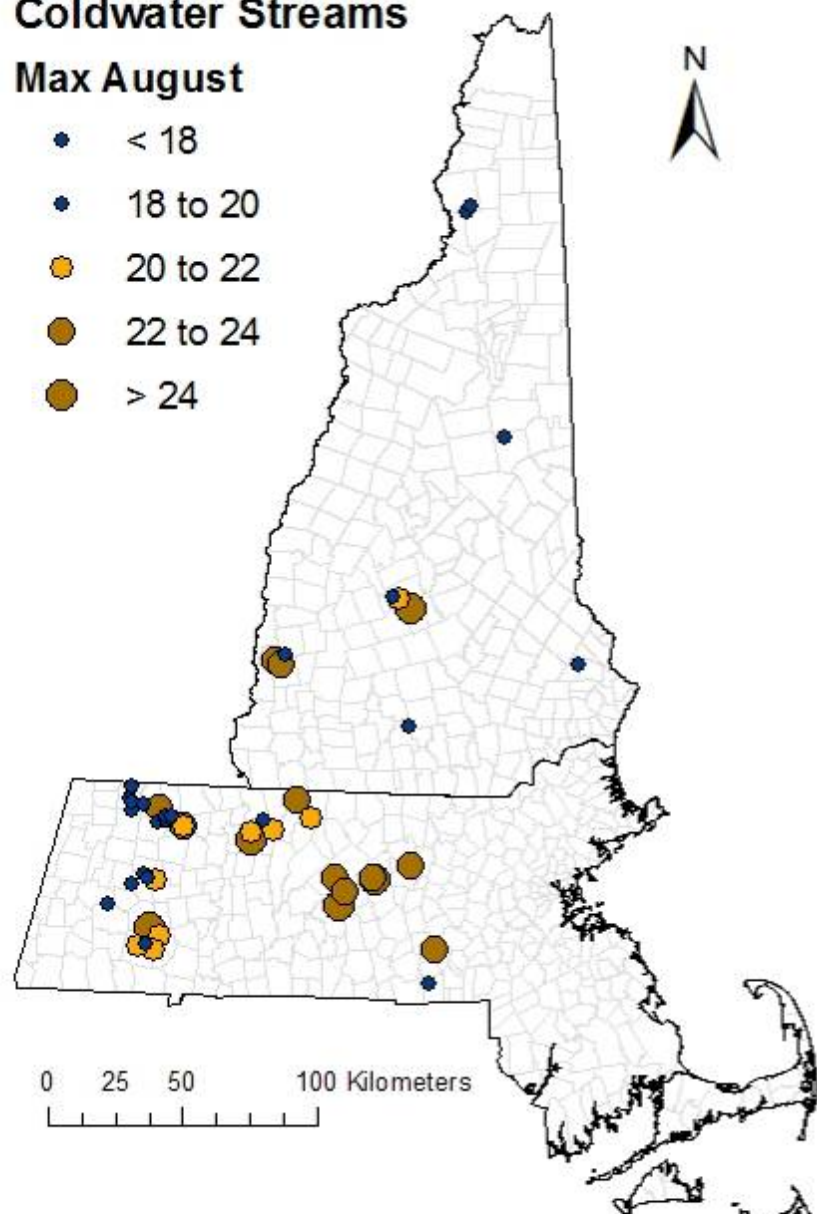 Coldwater Streams
Max August
< 18
18 to 20
20 to 22
22 to 24
> 24
N
0 25 50 100 Kilometers